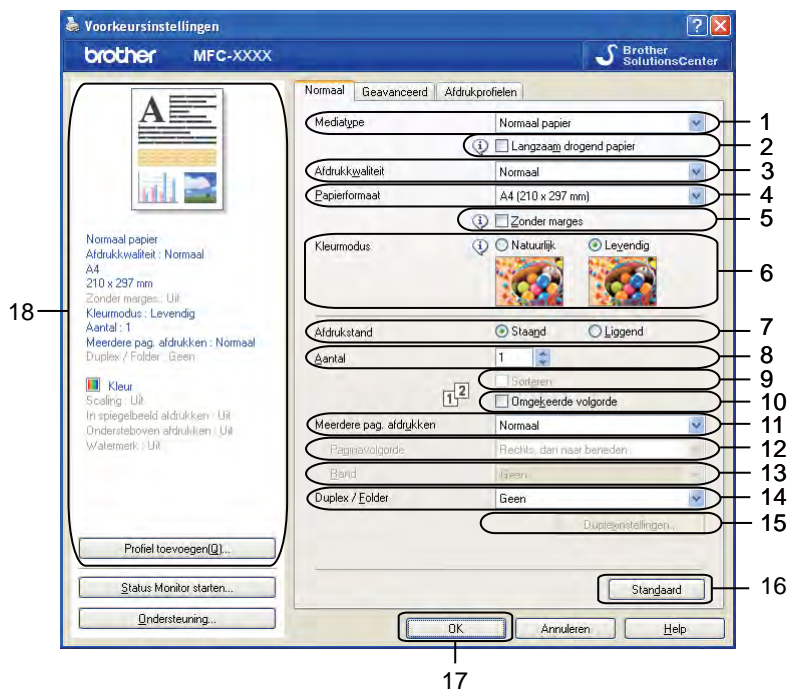 Voorkeursinstellingen
brother MFC-XXXX
Brother SolutionsCenter
Normaal Geavanceerd Afdrukprofielen
Mediatype Normaal papier 1
Langzaam drogend papier 2
Afdrukkwaliteit Normaal 3
Papierformaat A4 (210 x 297 mm) 4
Zonder marges 5
Kleurmodus Natuurlijk Levendig 6
Afdrukstand Staand Liggend 7
Aantal 1 8
Sorteren 9
1 2
Omgekeerde volgorde 10
Meerdere pag. afdrukken Normaal 11
Paginavolgorde Rechts, dan naar beneden 12
Rand Geen 13
Duplex / Folder Geen 14
Duplexinstellingen... 15
Standaard 16
A
Normaal papier
Afdrukkwaliteit : Normaal
A4
210 x 297 mm
Zonder marges : Uit
Kleurmodus : Levendig
Aantal : 1
Meerdere pag. afdrukken : Normaal
Duplex / Folder : Geen
Kleur
Scaling : Uit
In spiegelbeeld afdrukken : Uit
Ondersteboven afdrukken : Uit
Watermerk : Uit
18
Profiel toevoegen(Q)...
Status Monitor starten...
Ondersteuning...
OK Annuleren Help
17